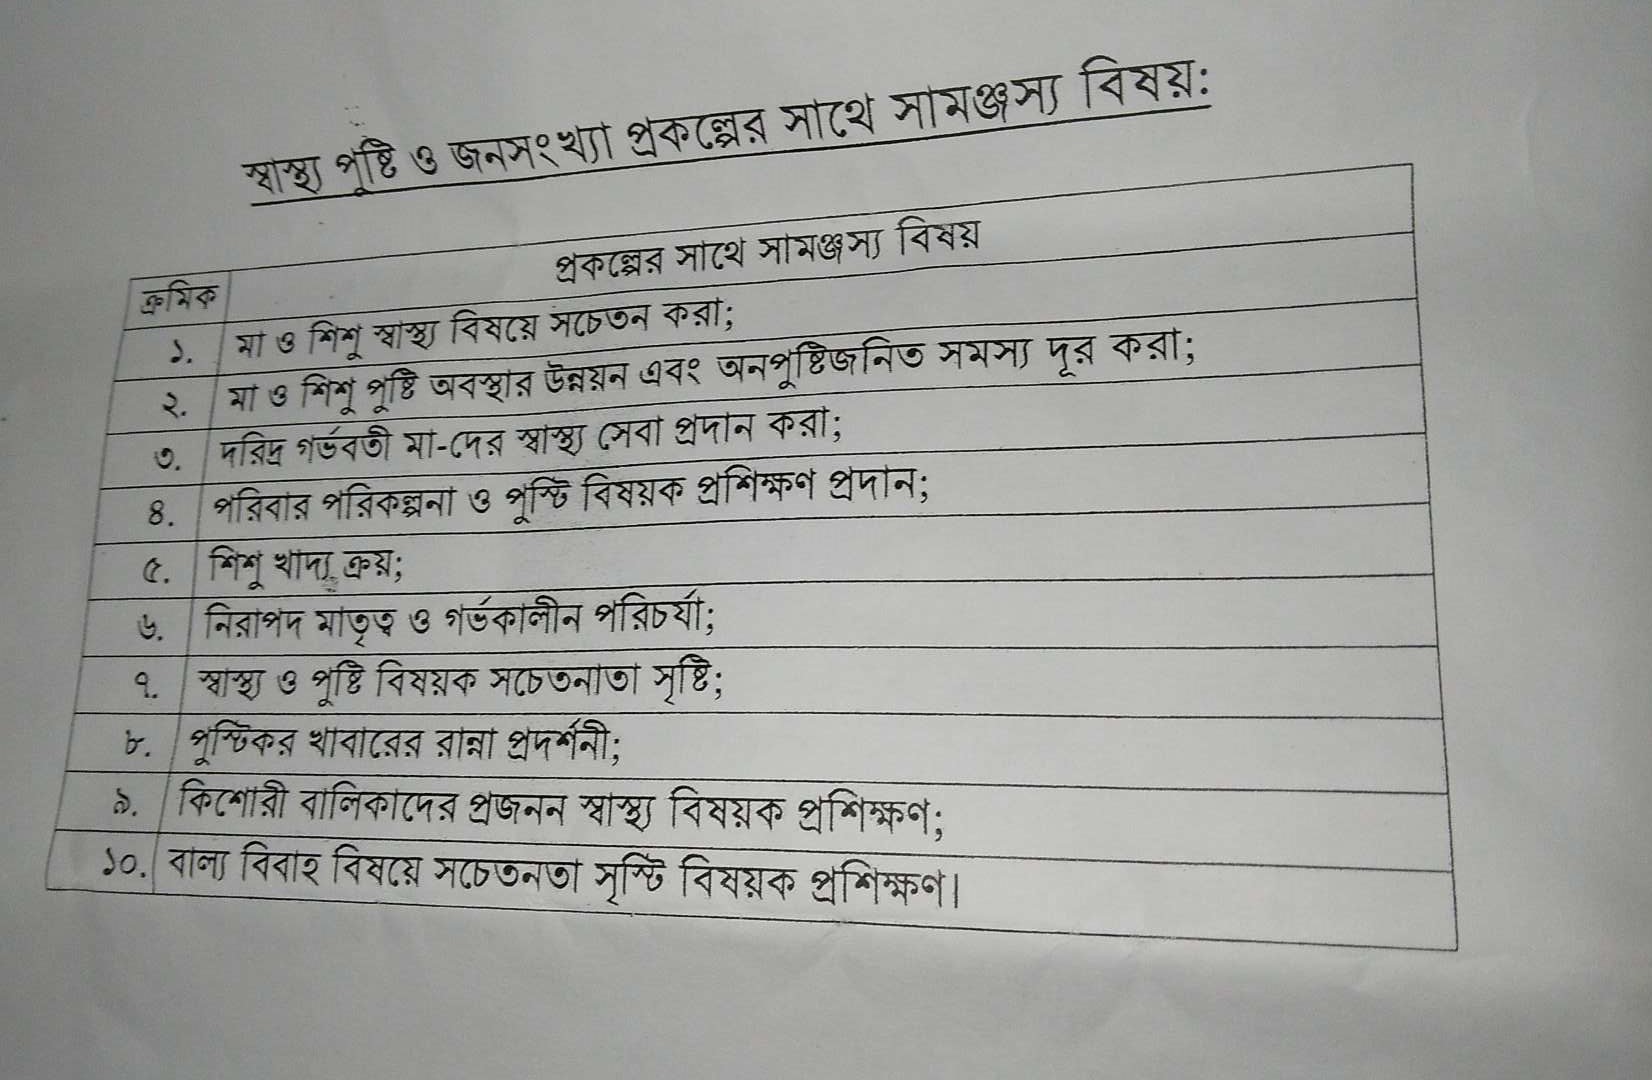 স্বাস্থ্য পুষ্টি ও জনসংখ্যা প্রকল্পের সাথে সামঞ্জস্য বিষয়:
ক্রমিক প্রকল্পের সাথে সামঞ্জস্য বিষয়
১. মা ও শিশু স্বাস্থ্য বিষয়ে সচেতন করা;
২. মা ও শিশু পুষ্টি অবস্থার উন্নয়ন এবং অনপুষ্টিজনিত সমস্য দূর করা;
৩. দরিদ্র গর্ভবতী মা-দের স্বাস্থ্য সেবা প্রদান করা;
৪. পরিবার পরিকল্পনা ও পুস্টি বিষয়ক প্রশিক্ষণ প্রদান;
৫. শিশু খাদ্য ক্রয়;
৬. নিরাপদ মাতৃত্ব ও গর্ভকালীন পরিচর্যা;
৭. স্বাস্থ্য ও পুষ্টি বিষয়ক সচেতনাতা সৃষ্টি;
৮. পুস্টিকর খাবারের রান্না প্রদর্শনী;
৯. কিশোরী বালিকাদের প্রজনন স্বাস্থ্য বিষয়ক প্রশিক্ষণ;
১০. বাল্য বিবাহ বিষয়ে সচেতনতা সৃস্টি বিষয়ক প্রশিক্ষণ।